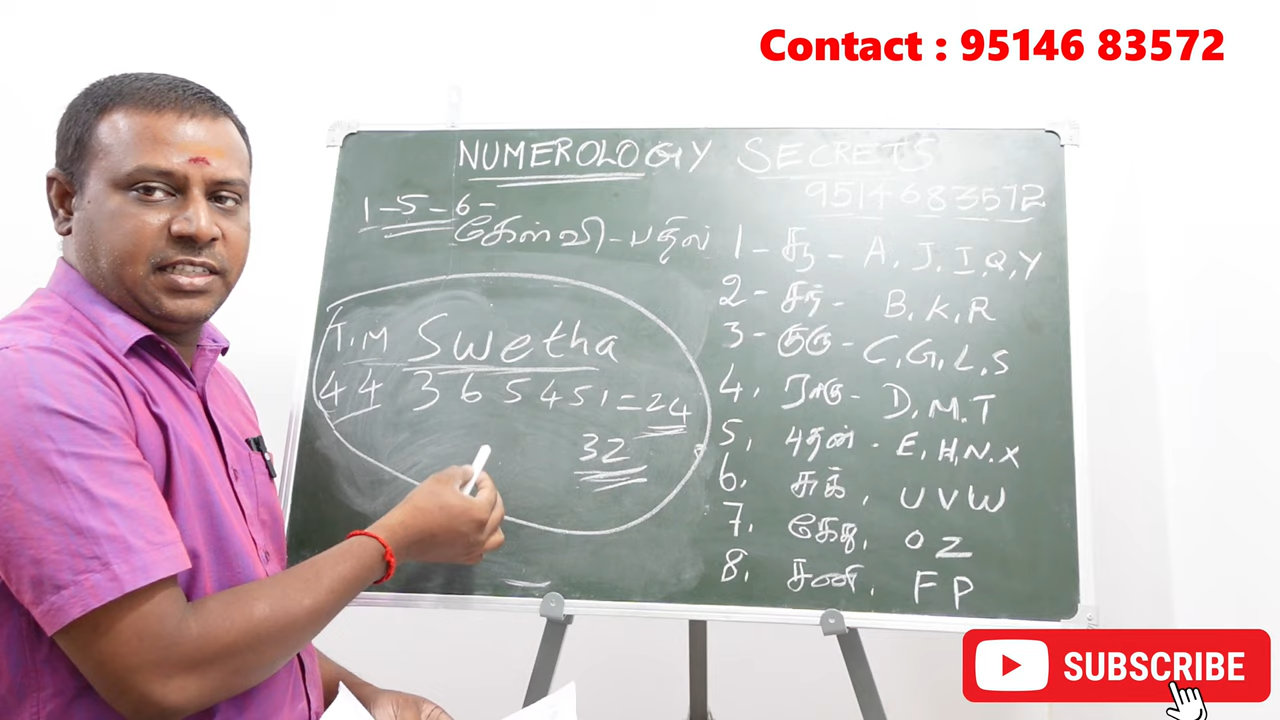 Contact : 95146 83572
NUMEROLOGY SECRETS
9514683572
1-5-6-
கேள்வி-பதில்
T.M Swetha
4 4 3 6 5 4 5 1 = 24
32
1 - சூ - A, J, I, Q, Y
2 - சந் - B, K, R
3 - குரு - C, G, L, S
4. ராகு - D, M, T
5. புதன் - E, H, N. X
6. சுக், U V W
7. கேது, O Z
8. சனி, F P
SUBSCRIBE